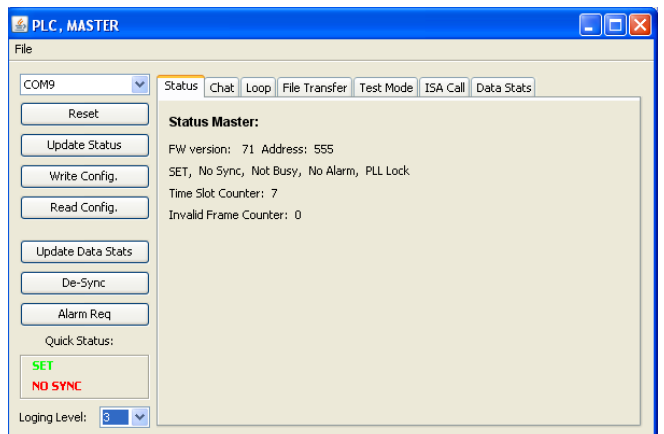 PLC, MASTER
File
COM9
Reset
Update Status
Write Config.
Read Config.
Update Data Stats
De-Sync
Alarm Req
Quick Status:
SET
NO SYNC
Loging Level: 3
Status Chat Loop File Transfer Test Mode ISA Call Data Stats
Status Master:
FW version: 71 Address: 555
SET, No Sync, Not Busy, No Alarm, PLL Lock
Time Slot Counter: 7
Invalid Frame Counter: 0